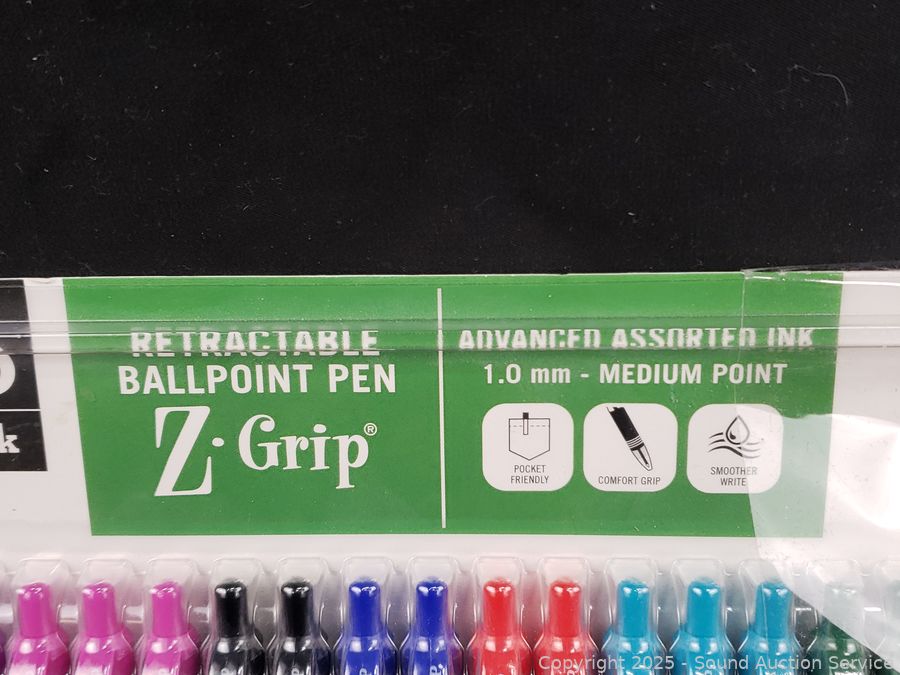 RETRACTABLE
BALLPOINT PEN
Z·Grip®
ADVANCED ASSORTED INK
1.0 mm - MEDIUM POINT
POCKET
FRIENDLY
COMFORT GRIP
SMOOTHER
WRITE
k
Copyright 2025 - Sound Auction Service